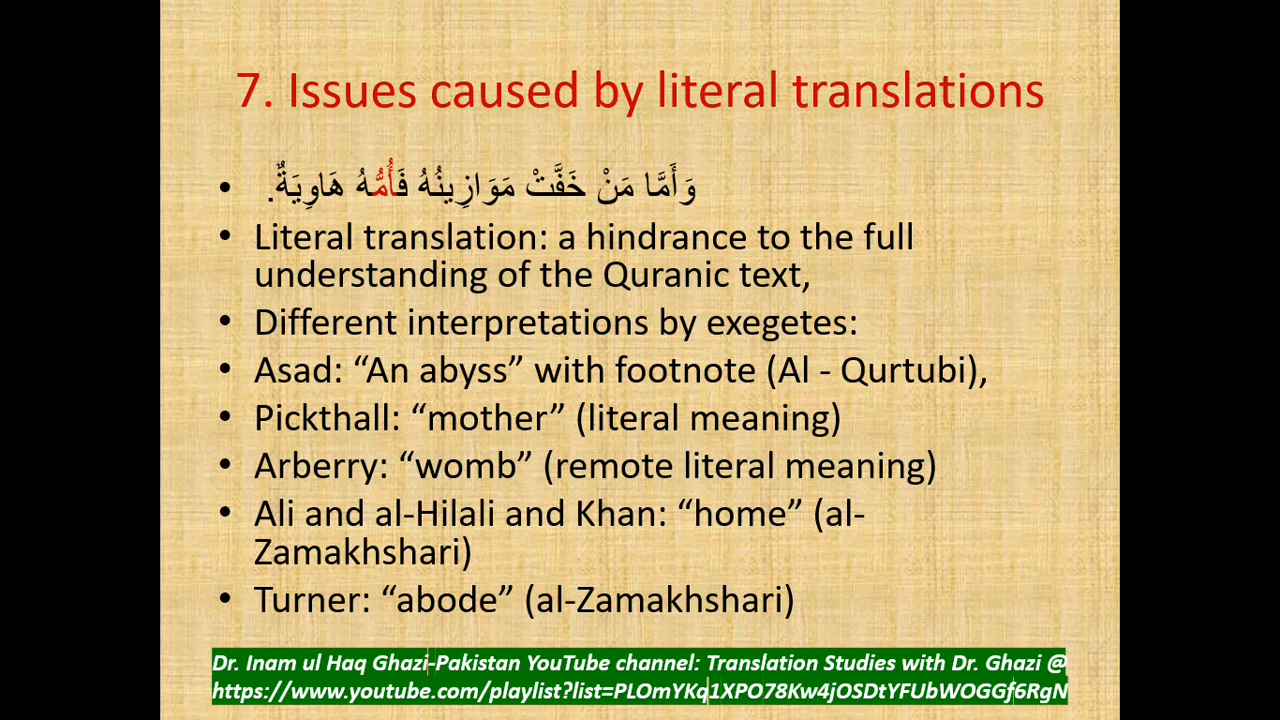 7. Issues caused by literal translations
• وَأَمَّا مَنْ خَفَّتْ مَوَازِينُهُ فَأُمُّهُ هَاوِيَةٌ.
• Literal translation: a hindrance to the full
understanding of the Quranic text,
• Different interpretations by exegetes:
• Asad: “An abyss” with footnote (Al - Qurtubi),
• Pickthall: “mother” (literal meaning)
• Arberry: “womb” (remote literal meaning)
• Ali and al-Hilali and Khan: “home” (al-
Zamakhshari)
• Turner: “abode” (al-Zamakhshari)
Dr. Inam ul Haq Ghazi-Pakistan YouTube channel: Translation Studies with Dr. Ghazi @
https://www.youtube.com/playlist?list=PLOmYKq1XPO78Kw4jOSDtYFUbWOGGf6RgN